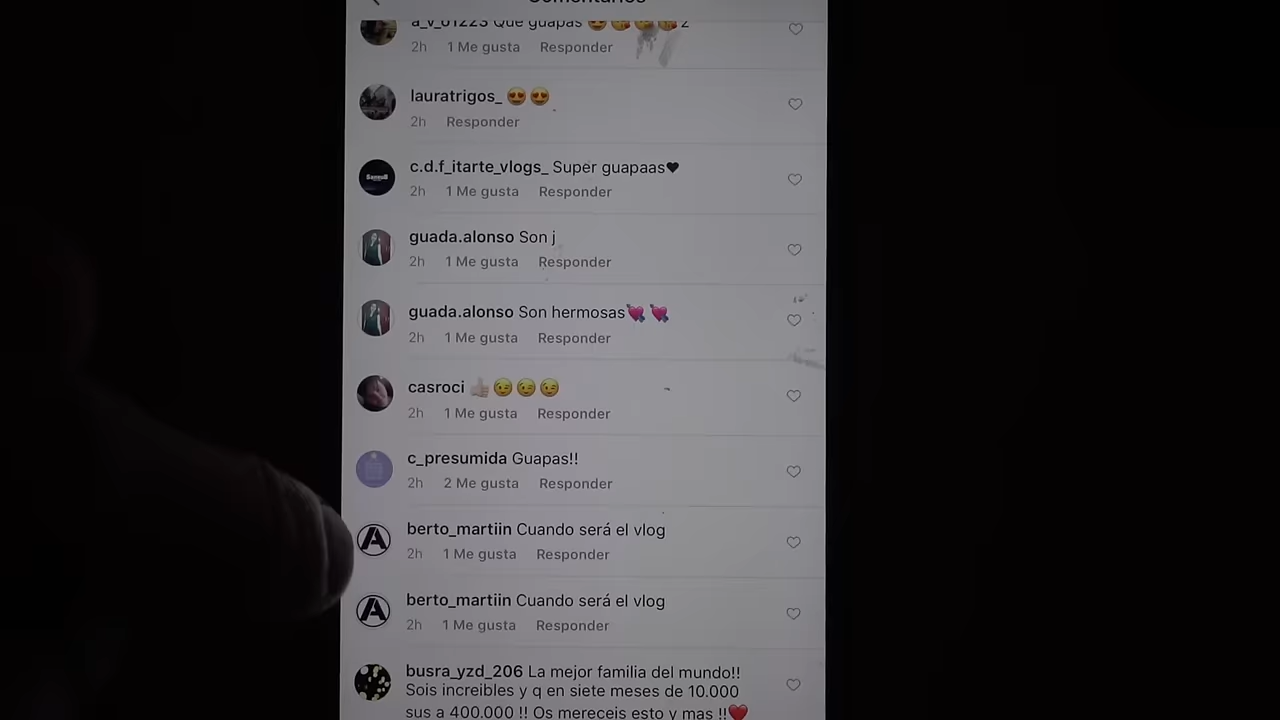 Comentarios
a_v_01223 Que guapas 😍😘😘😘2
2h 1 Me gusta Responder
lauratrigos_ 😍😍
2h Responder
c.d.f_itarte_vlogs_ Super guapaas♥
2h 1 Me gusta Responder
guada.alonso Son j
2h 1 Me gusta Responder
guada.alonso Son hermosas💘💘
2h 1 Me gusta Responder
casroci 👍🏻😉😉😉
2h 1 Me gusta Responder
c_presumida Guapas!!
2h 2 Me gusta Responder
berto_martiin Cuando será el vlog
2h 1 Me gusta Responder
berto_martiin Cuando será el vlog
2h 1 Me gusta Responder
busra_yzd_206 La mejor familia del mundo!!
Sois increibles y q en siete meses de 10.000
sus a 400.000 !! Os mereceis esto y mas !!❤️